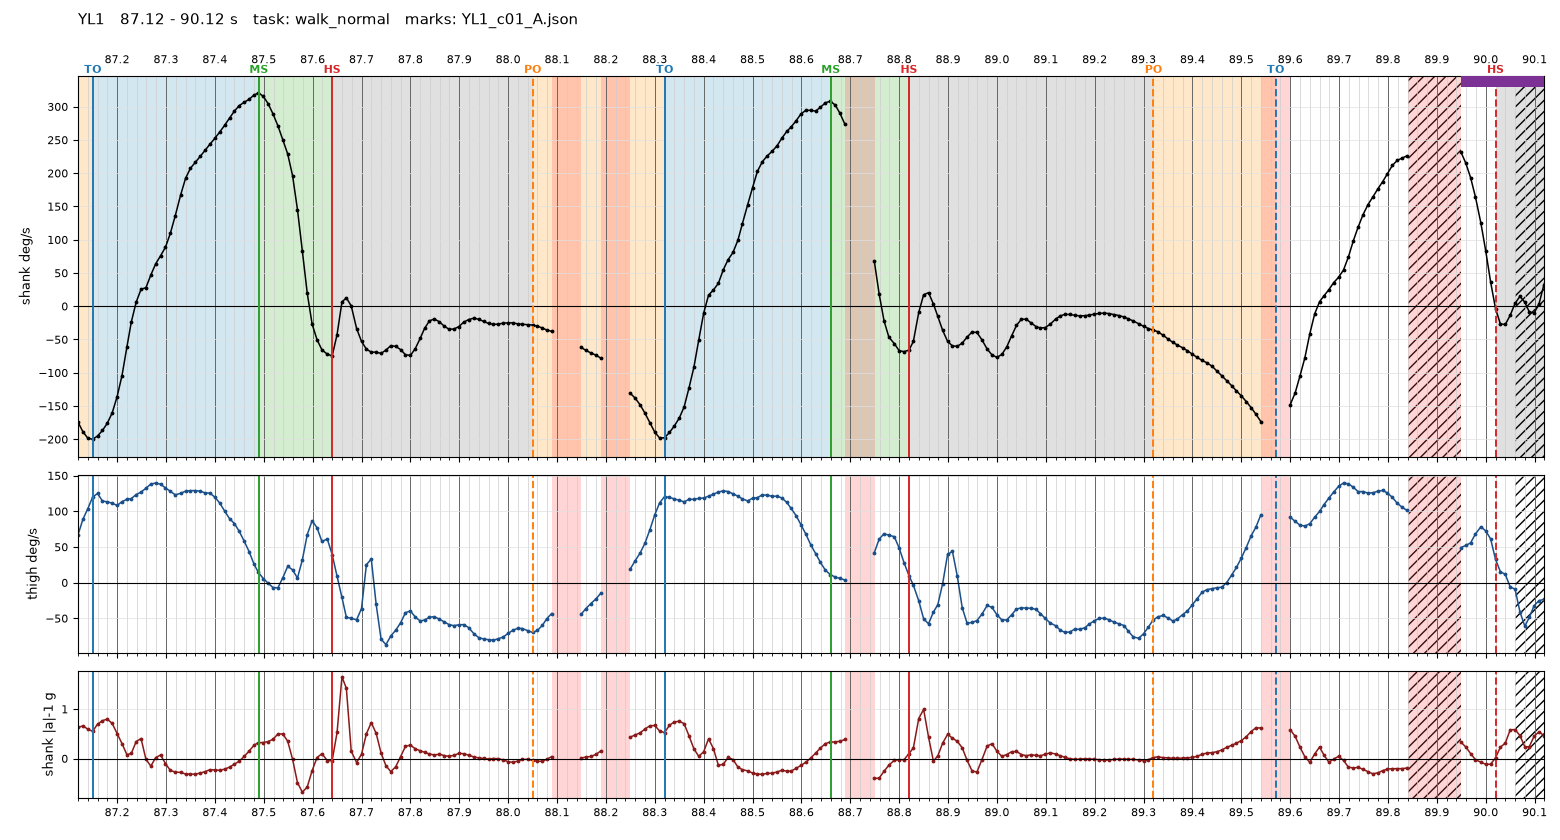 YL1   87.12 - 90.12 s   task: walk_normal   marks: YL1_c01_A.json
87.2 87.3 87.4 87.5 87.6 87.7 87.8 87.9 88.0 88.1 88.2 88.3 88.4 88.5 88.6 88.7 88.8 88.9 89.0 89.1 89.2 89.3 89.4 89.5 89.6 89.7 89.8 89.9 90.0 90.1
TO MS HS PO TO MS HS PO TO HS
300
250
200
150
100
50
0
−50
−100
−150
−200
shank deg/s
150
100
50
0
−50
thigh deg/s
1
0
shank |a|-1 g
87.2 87.3 87.4 87.5 87.6 87.7 87.8 87.9 88.0 88.1 88.2 88.3 88.4 88.5 88.6 88.7 88.8 88.9 89.0 89.1 89.2 89.3 89.4 89.5 89.6 89.7 89.8 89.9 90.0 90.1